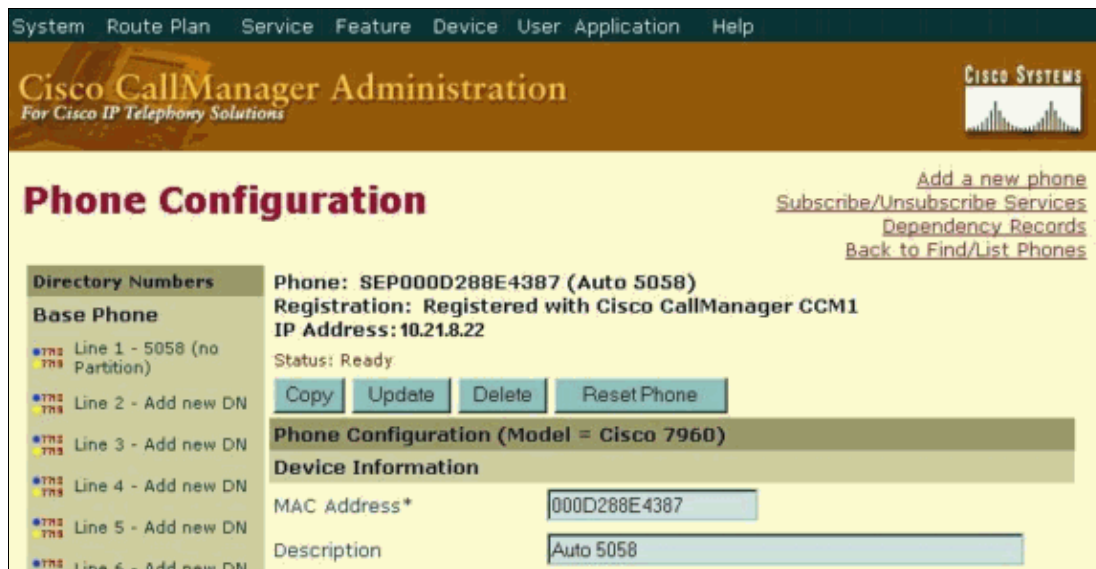 System Route Plan Service Feature Device User Application Help
Cisco CallManager Administration
For Cisco IP Telephony Solutions
CISCO SYSTEMS
Phone Configuration
Add a new phone
Subscribe/Unsubscribe Services
Dependency Records
Back to Find/List Phones
Directory Numbers
Base Phone
Line 1 - 5058 (no
Partition)
Line 2 - Add new DN
Line 3 - Add new DN
Line 4 - Add new DN
Line 5 - Add new DN
Line 6 - Add new DN
Phone: SEP000D288E4387 (Auto 5058)
Registration: Registered with Cisco CallManager CCM1
IP Address: 10.21.8.22
Status: Ready
Copy Update Delete Reset Phone
Phone Configuration (Model = Cisco 7960)
Device Information
MAC Address* 000D288E4387
Description Auto 5058